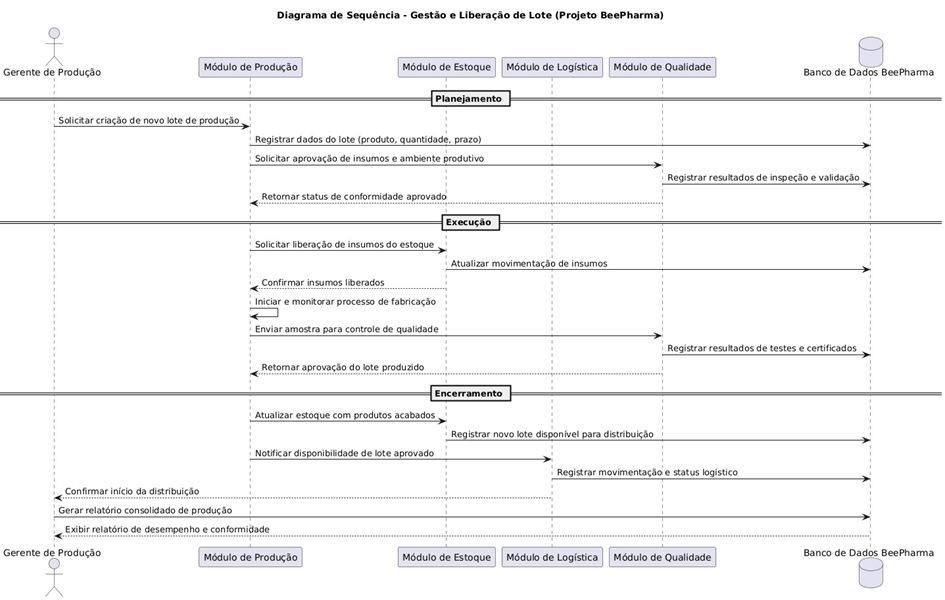 Diagrama de Sequência - Gestão e Liberação de Lote (Projeto BeePharma)
Gerente de Produção
Módulo de Produção
Módulo de Estoque
Módulo de Logística
Módulo de Qualidade
Banco de Dados BeePharma
Planejamento
Solicitar criação de novo lote de produção
Registrar dados do lote (produto, quantidade, prazo)
Solicitar aprovação de insumos e ambiente produtivo
Registrar resultados de inspeção e validação
Retornar status de conformidade aprovado
Execução
Solicitar liberação de insumos do estoque
Atualizar movimentação de insumos
Confirmar insumos liberados
Iniciar e monitorar processo de fabricação
Enviar amostra para controle de qualidade
Registrar resultados de testes e certificados
Retornar aprovação do lote produzido
Encerramento
Atualizar estoque com produtos acabados
Registrar novo lote disponível para distribuição
Notificar disponibilidade de lote aprovado
Registrar movimentação e status logístico
Confirmar início da distribuição
Gerar relatório consolidado de produção
Exibir relatório de desempenho e conformidade
Gerente de Produção
Módulo de Produção
Módulo de Estoque
Módulo de Logística
Módulo de Qualidade
Banco de Dados BeePharma